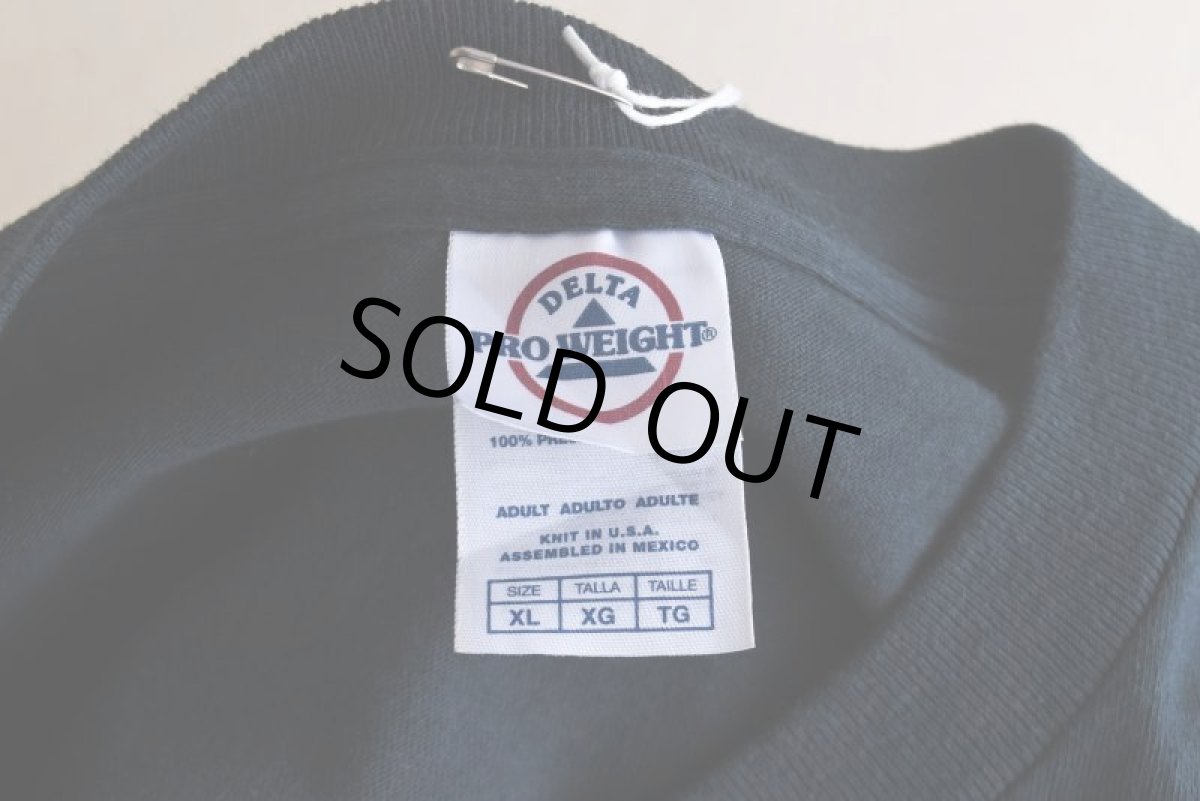 DELTA
PRO WEIGHT®
SOLD OUT
100%
ADULT ADULTO ADULTE
KNIT IN U.S.A.
ASSEMBLED IN MEXICO
SIZE TALLA TAILLE
XL XG TG